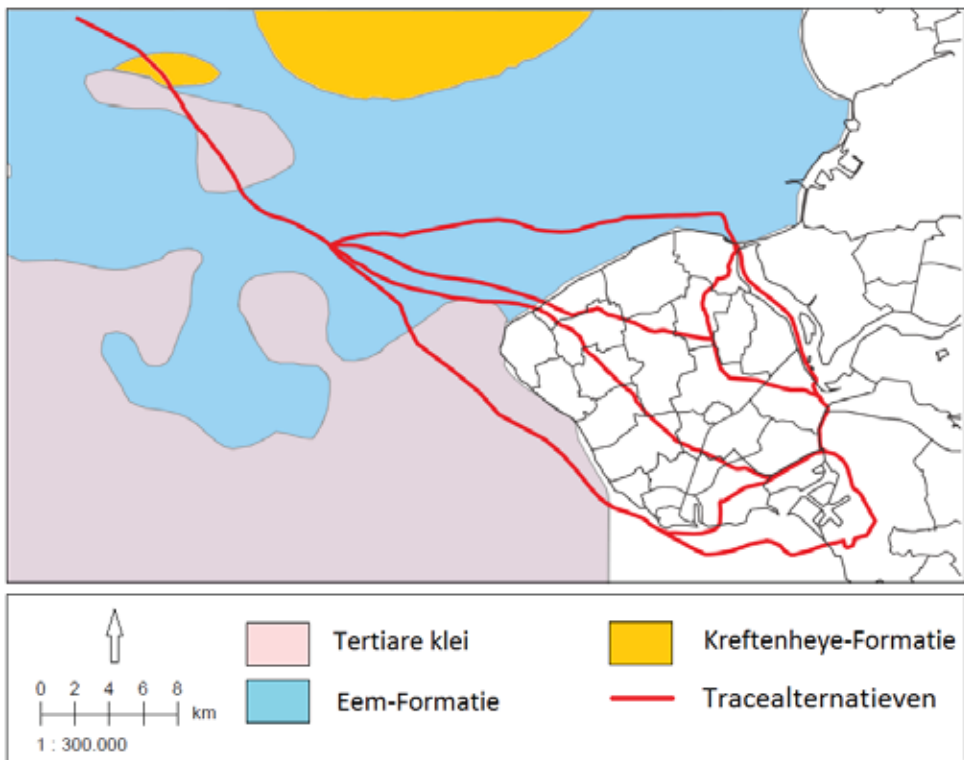 0 2 4 6 8
km
1 : 300.000
Tertiare klei
Eem-Formatie
Kreftenheye-Formatie
Tracealternatieven